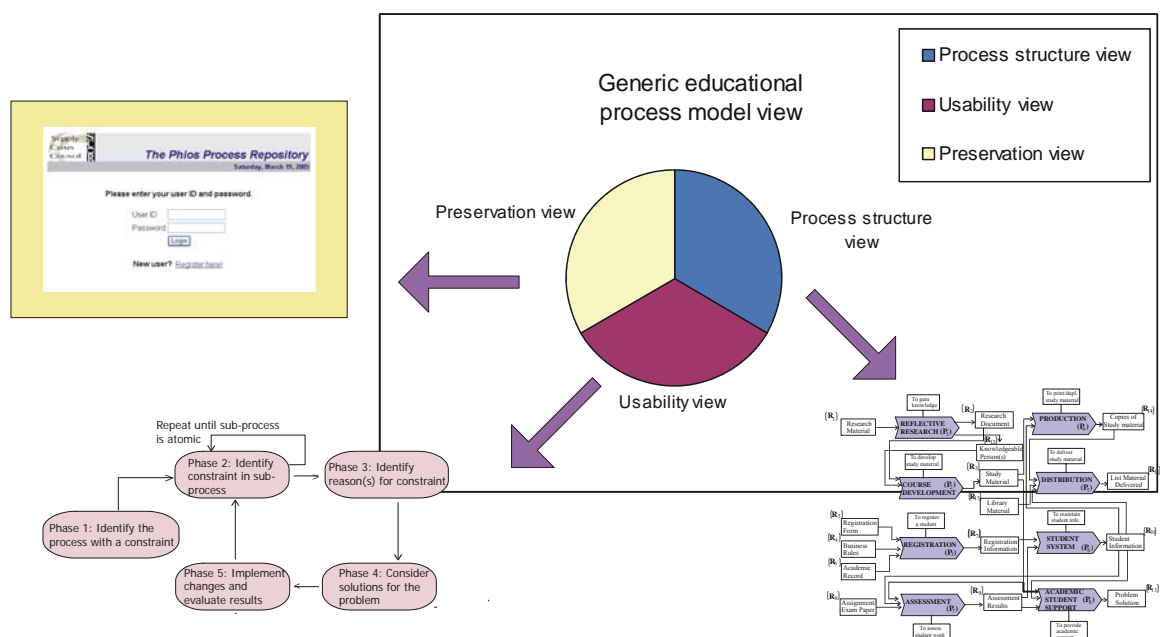 Process structure view
Usability view
Preservation view
Generic educational
process model view
Supply
Chain
Council
The Phios Process Repository
Saturday, March 19, 2005
Please enter your user ID and password.
User ID
Password
Login
New user? Register here!
Preservation view
Process structure
view
Usability view
Repeat until sub-process
is atomic
Phase 2: Identify
constraint in sub-
process
Phase 3: Identify
reason(s) for constraint
Phase 1: Identify the
process with a constraint
Phase 5: Implement
changes and
evaluate results
Phase 4: Consider
solutions for the
problem
To gain
knowledge
(R1)
Research
Material
REFLECTIVE
RESEARCH (P1)
(R2)
Research
Document
(R12)
Knowledgeable
Person(s)
To print/dupl
study material
PRODUCTION
Copies of
Study material
To develop
study material
COURSE
DEVELOPMENT
Study
Material
Library
Material
To deliver
study material
DISTRIBUTION
List Material
Delivered
To register
a student
Registration
Form
Business
Rules
Academic
Record
REGISTRATION
Registration
Information
To maintain
student info.
STUDENT
SYSTEM
Student
Information
Assignment/
Exam Paper
ASSESSMENT
Assessment
Results
To assess
student work
ACADEMIC
STUDENT
SUPPORT
Problem
Solution
To provide
academic